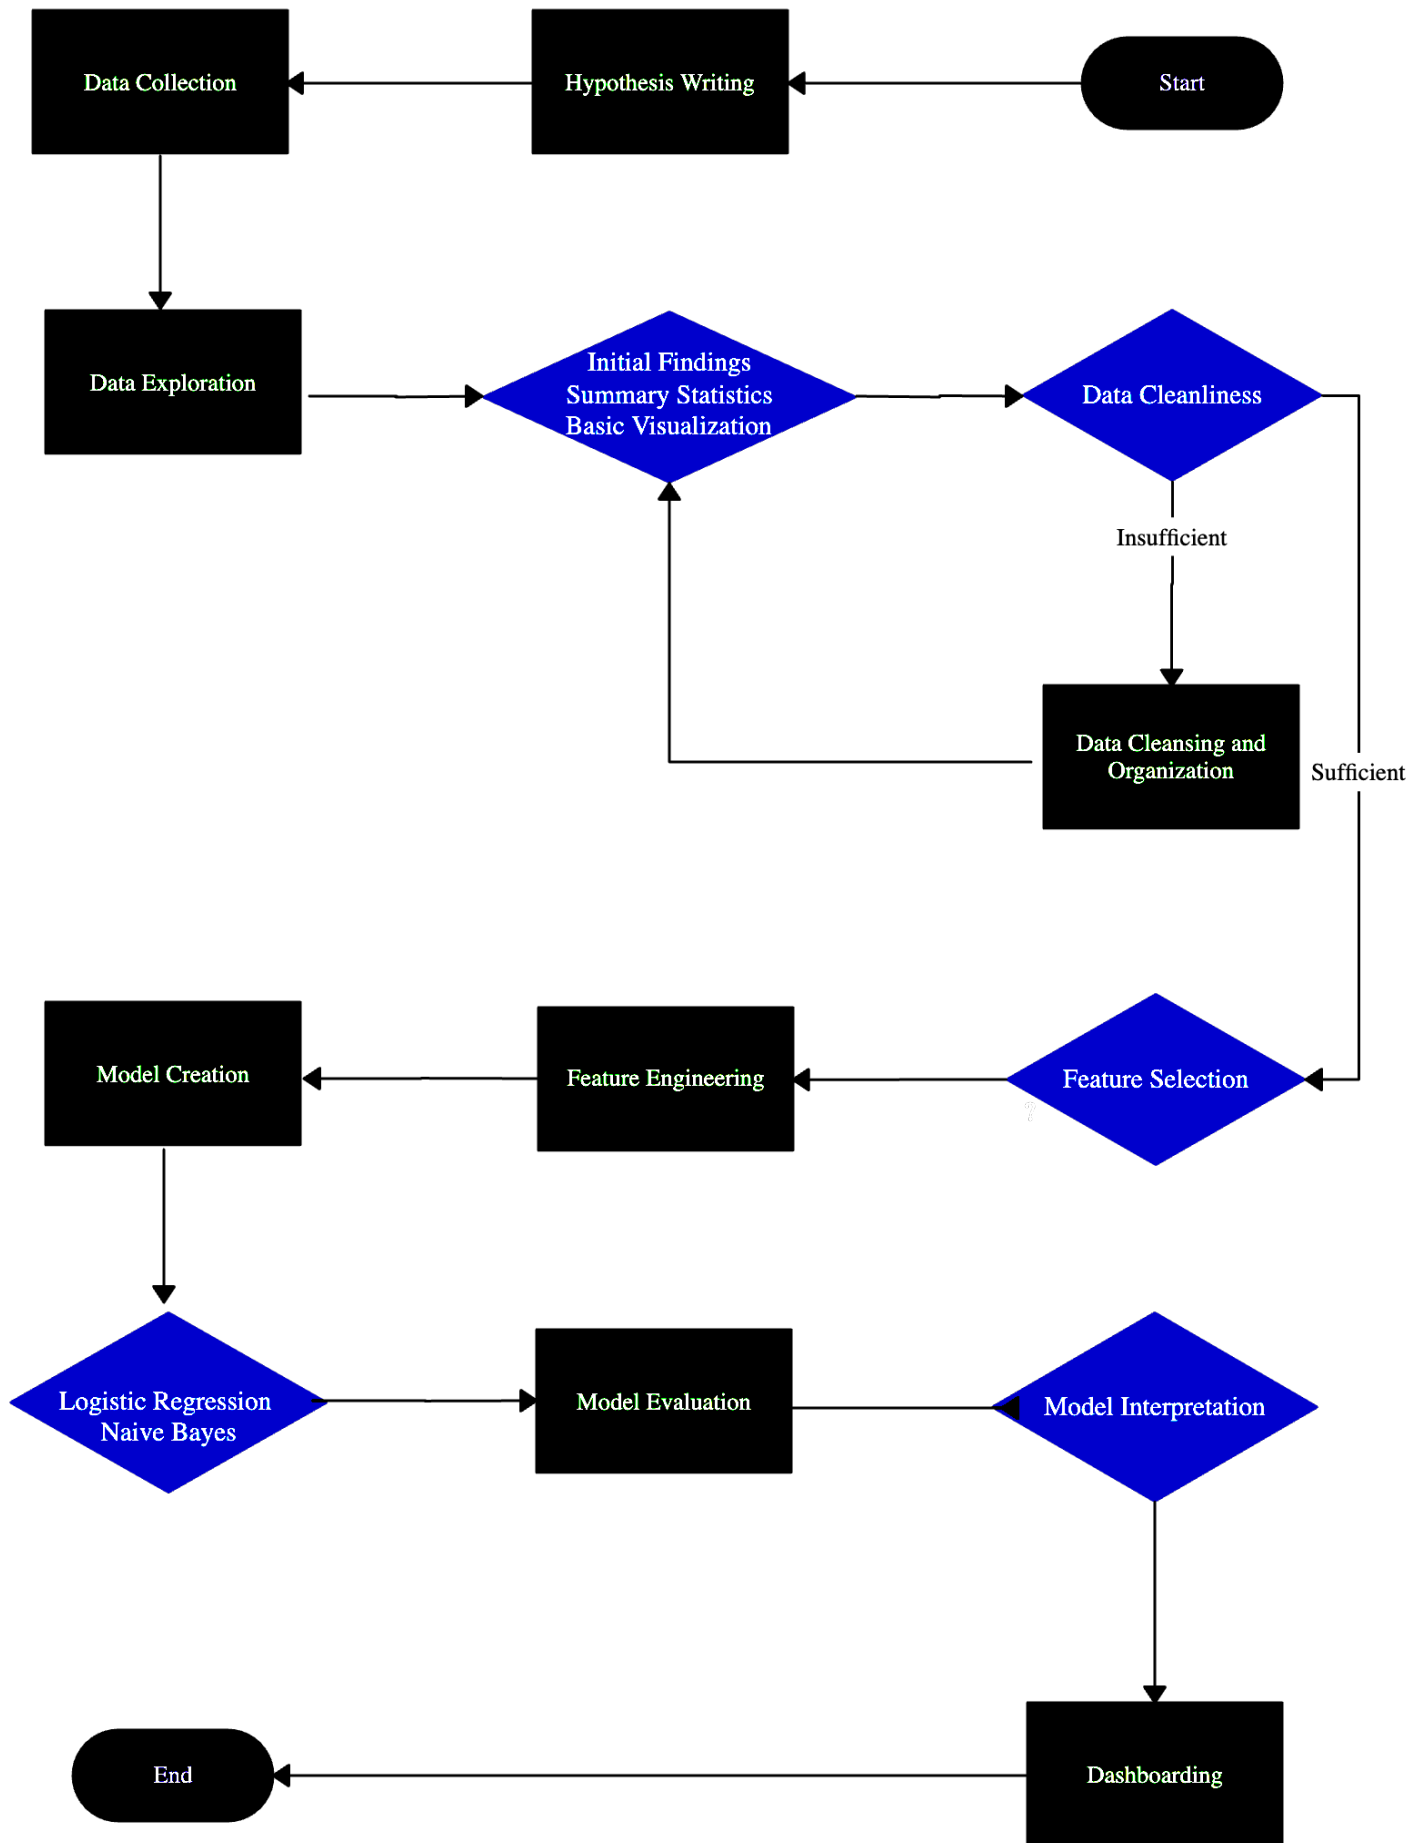 Start
Hypothesis Writing
Data Collection
Data Exploration
Initial Findings
Summary Statistics
Basic Visualization
Data Cleanliness
Insufficient
Data Cleansing and
Organization
Sufficient
Feature Selection
?
Feature Engineering
Model Creation
Logistic Regression
Naive Bayes
Model Evaluation
Model Interpretation
Dashboarding
End